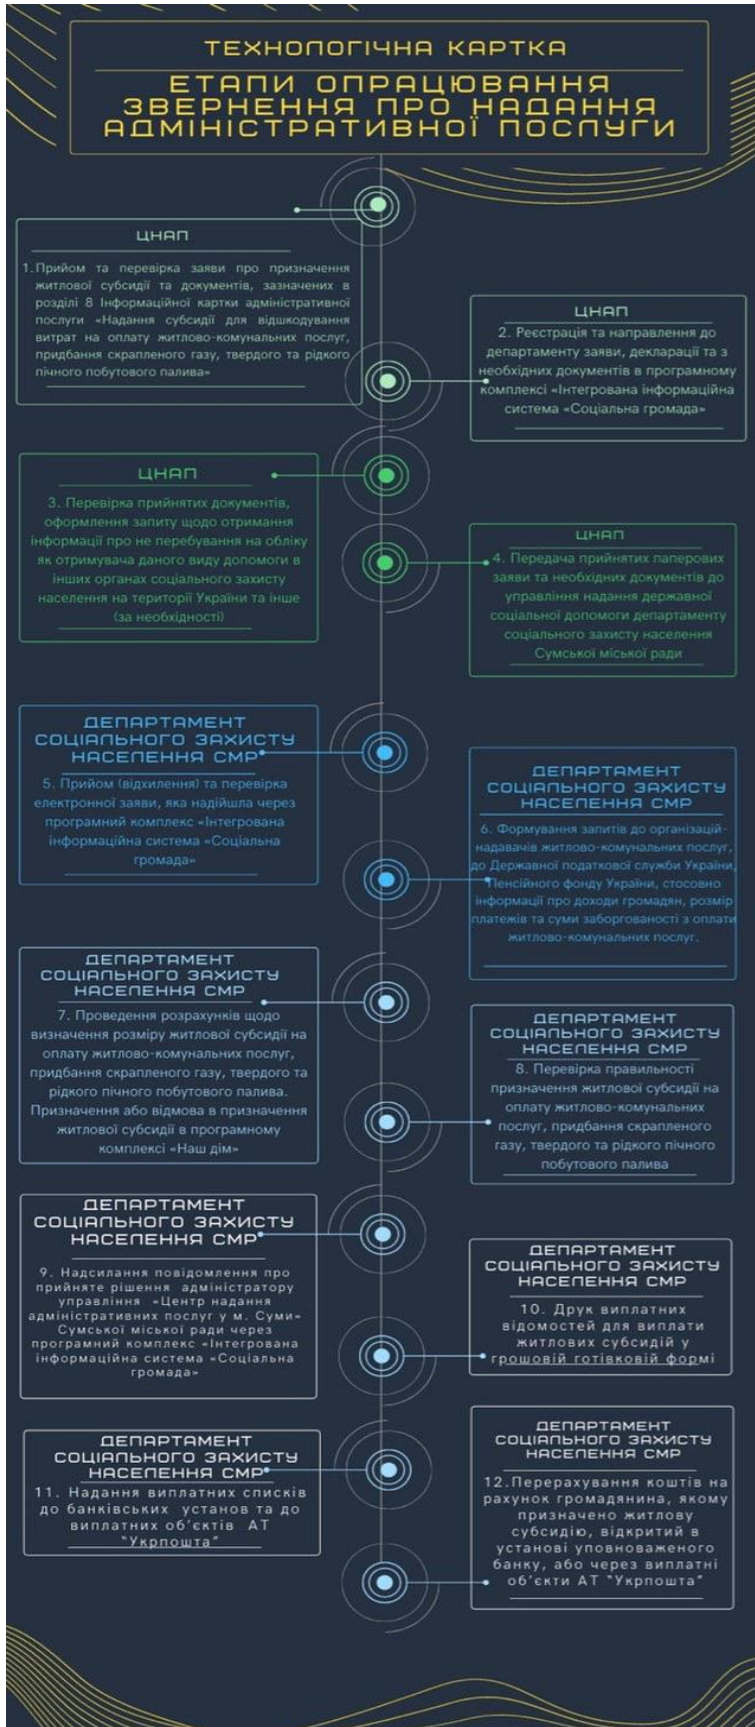 ТЕХНОЛОГІЧНА КАРТКА
ЕТАПИ ОПРАЦЮВАННЯ
ЗВЕРНЕННЯ ПРО НАДАННЯ
АДМІНІСТРАТИВНОЇ ПОСЛУГИ
ЦНАП
1. Прийом та перевірка заяви про призначення
житлової субсидії та документів, зазначених в
розділі 8 Інформаційної картки адміністративної
послуги «Надання субсидії для відшкодування
витрат на оплату житлово-комунальних послуг,
придбання скрапленого газу, твердого та рідкого
пічного побутового палива»
ЦНАП
2. Реєстрація та направлення до
департаменту заяви, декларації та з
необхідних документів в програмному
комплексі «Інтегрована інформаційна
система «Соціальна громада»
ЦНАП
3. Перевірка прийнятих документів,
оформлення запиту щодо отримання
інформації про не перебування на обліку
як отримувача даного виду допомоги в
інших органах соціального захисту
населення на території України та інше
(за необхідності)
ЦНАП
4. Передача прийнятих паперових
заяви та необхідних документів до
управління надання державної
соціальної допомоги департаменту
соціального захисту населення
Сумської міської ради
ДЕПАРТАМЕНТ
СОЦІАЛЬНОГО ЗАХИСТУ
НАСЕЛЕННЯ СМР
5. Прийом (відхилення) та перевірка
електронної заяви, яка надійшла через
програмний комплекс «Інтегрована
інформаційна система «Соціальна
громада»
ДЕПАРТАМЕНТ
СОЦІАЛЬНОГО ЗАХИСТУ
НАСЕЛЕННЯ СМР
6. Формування запитів до організацій-
надавачів житлово-комунальних послуг,
до Державної податкової служби України,
Пенсійного фонду України, стосовно
інформації про доходи громадян, розмір
платежів та суми заборгованості з оплати
житлово-комунальних послуг.
ДЕПАРТАМЕНТ
СОЦІАЛЬНОГО ЗАХИСТУ
НАСЕЛЕННЯ СМР
7. Проведення розрахунків щодо
визначення розміру житлової субсидії на
оплату житлово-комунальних послуг,
придбання скрапленого газу, твердого та
рідкого пічного побутового палива.
Призначення або відмова в призначення
житлової субсидії в програмному
комплексі «Наш дім»
ДЕПАРТАМЕНТ
СОЦІАЛЬНОГО ЗАХИСТУ
НАСЕЛЕННЯ СМР
8. Перевірка правильності
призначення житлової субсидії на
оплату житлово-комунальних
послуг, придбання скрапленого
газу, твердого та рідкого пічного
побутового палива
ДЕПАРТАМЕНТ
СОЦІАЛЬНОГО ЗАХИСТУ
НАСЕЛЕННЯ СМР
9. Надсилання повідомлення про
прийняте рішення адміністратору
управління «Центр надання
адміністративних послуг у м. Суми»
Сумської міської ради через
програмний комплекс «Інтегрована
інформаційна система «Соціальна
громада»
ДЕПАРТАМЕНТ
СОЦІАЛЬНОГО ЗАХИСТУ
НАСЕЛЕННЯ СМР
10. Друк виплатних
відомостей для виплати
житлових субсидій у
грошовій готівковій формі
ДЕПАРТАМЕНТ
СОЦІАЛЬНОГО ЗАХИСТУ
НАСЕЛЕННЯ СМР
11. Надання виплатних списків
до банківських установ та до
виплатних об’єктів АТ
“Укрпошта”
ДЕПАРТАМЕНТ
СОЦІАЛЬНОГО ЗАХИСТУ
НАСЕЛЕННЯ СМР
12.Перерахування коштів на
рахунок громадянина, якому
призначено житлову
субсидію, відкритий в
установі уповноваженого
банку, або через виплатні
об’єкти АТ “Укрпошта”